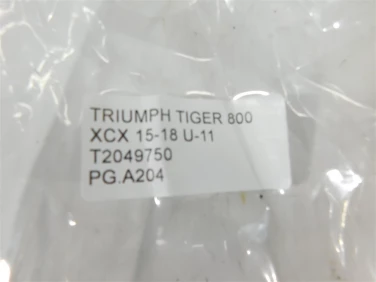 TRIUMPH TIGER 800
XCX 15-18 U-11
T2049750
PG.A204